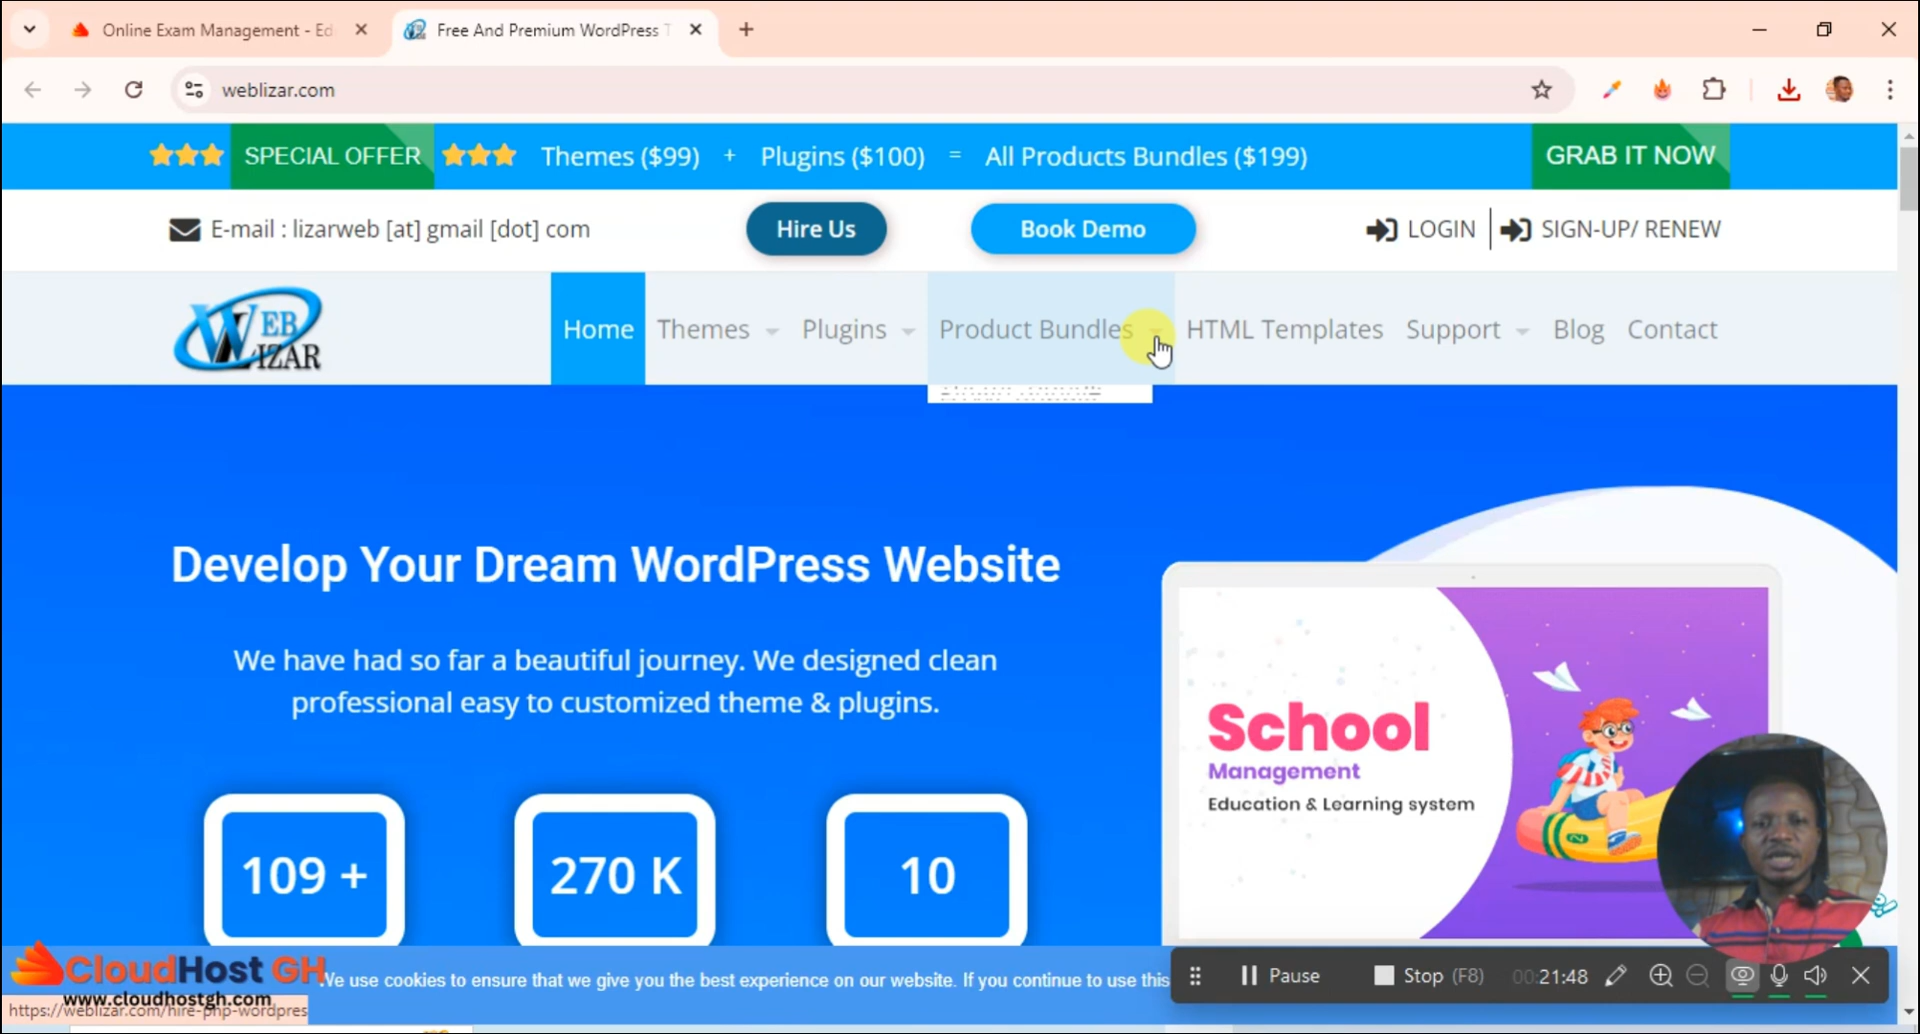 Online Exam Management - Ed
Free And Premium WordPress T
weblizar.com
SPECIAL OFFER
Themes ($99) + Plugins ($100) = All Products Bundles ($199)
GRAB IT NOW
E-mail : lizarweb [at] gmail [dot] com
Hire Us
Book Demo
LOGIN
SIGN-UP/ RENEW
WEB LIZAR
Home
Themes
Plugins
Product Bundles
HTML Templates
Support
Blog
Contact
Develop Your Dream WordPress Website
We have had so far a beautiful journey. We designed clean
professional easy to customized theme & plugins.
109 +
270 K
10
School
Management
Education & Learning system
2
CloudHost GH
We use cookies to ensure that we give you the best experience on our website. If you continue to use this
www.cloudhostgh.com
https://weblizar.com/hire-php-wordpres
Pause
Stop (F8)
00:21:48